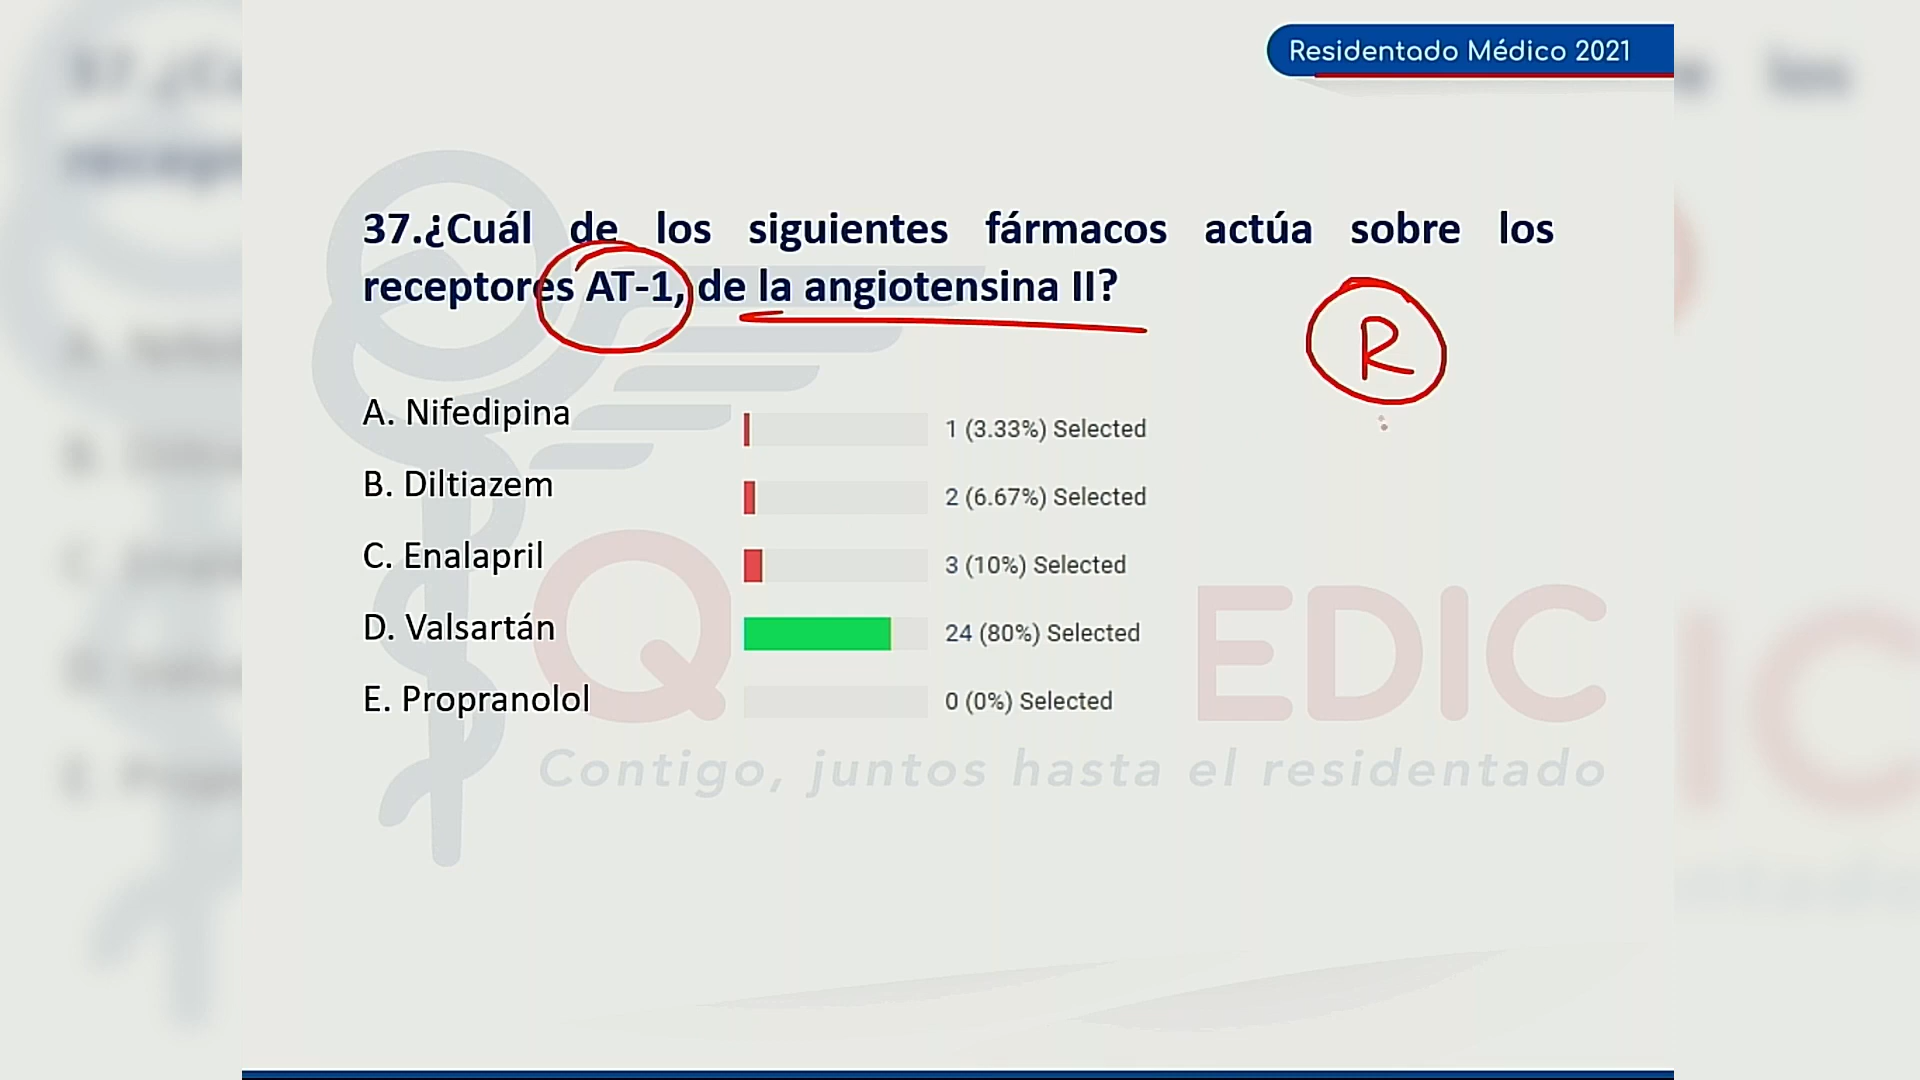 Residentado Médico 2021
37.¿Cuál de los siguientes fármacos actúa sobre los
receptores AT-1, de la angiotensina II?
R
A. Nifedipina
1 (3.33%) Selected
B. Diltiazem
2 (6.67%) Selected
C. Enalapril
3 (10%) Selected
D. Valsartán
24 (80%) Selected
E. Propranolol
0 (0%) Selected
Q EDIC
Contigo, juntos hasta el residentado